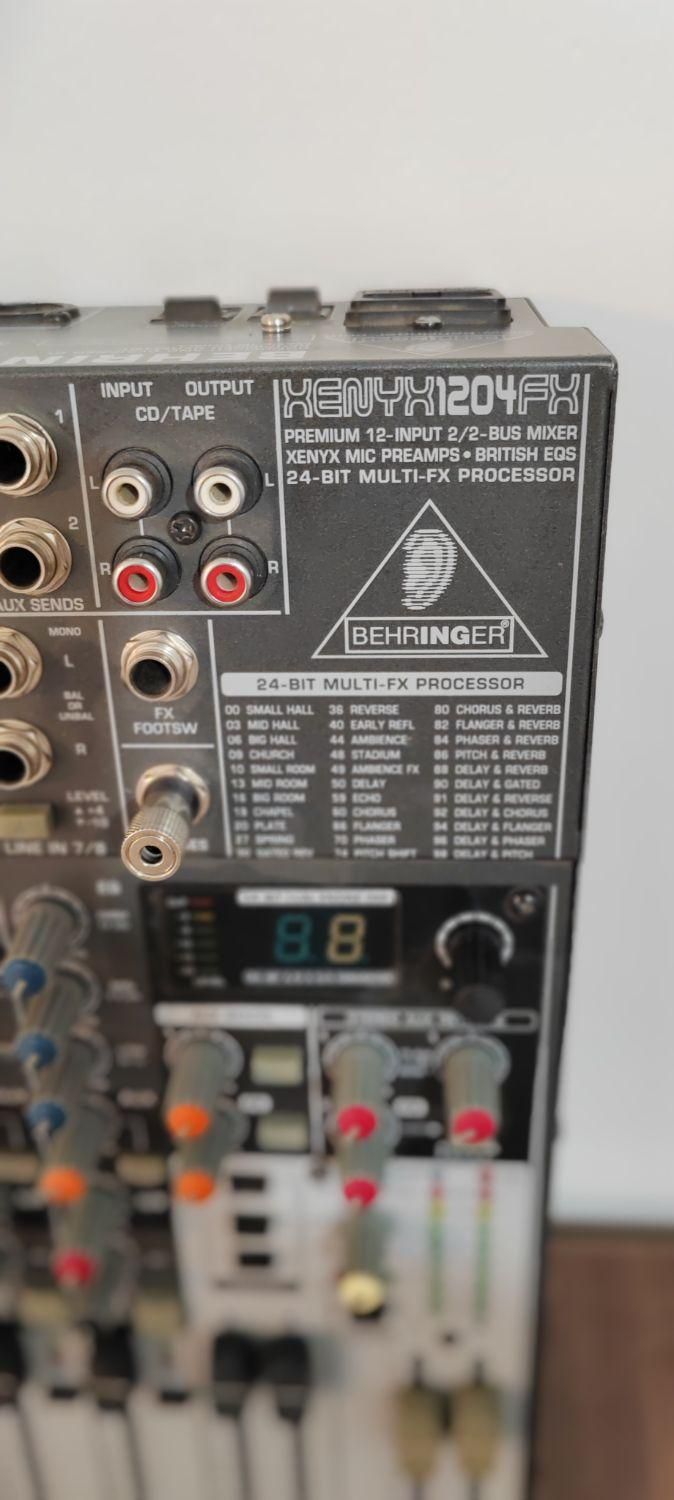 BEHRIN
1
INPUT OUTPUT
CD/TAPE
L L
2
R R
AUX SENDS
XENYX1204FX
PREMIUM 12-INPUT 2/2-BUS MIXER
XENYX MIC PREAMPS • BRITISH EQS
24-BIT MULTI-FX PROCESSOR
BEHRINGER®
MONO
L
BAL
OR
UNBAL
R
LEVEL
LINE IN 7/8
FX
FOOTSW
24-BIT MULTI-FX PROCESSOR
00 SMALL HALL 36 REVERSE 80 CHORUS & REVERB
03 MID HALL 40 EARLY REFL 82 FLANGER & REVERB
06 BIG HALL 44 AMBIENCE 84 PHASER & REVERB
09 CHURCH 48 STADIUM 86 PITCH & REVERB
10 SMALL ROOM 49 AMBIENCE FX 88 DELAY & REVERB
13 MID ROOM 50 DELAY 90 DELAY & GATED
16 BIG ROOM 59 ECHO 91 DELAY & REVERSE
19 CHAPEL 60 CHORUS 92 DELAY & CHORUS
20 PLATE 66 FLANGER 94 DELAY & FLANGER
27 SPRING 70 PHASER 96 DELAY & PHASER
74 PITCH SHIFT 98 DELAY & PITCH